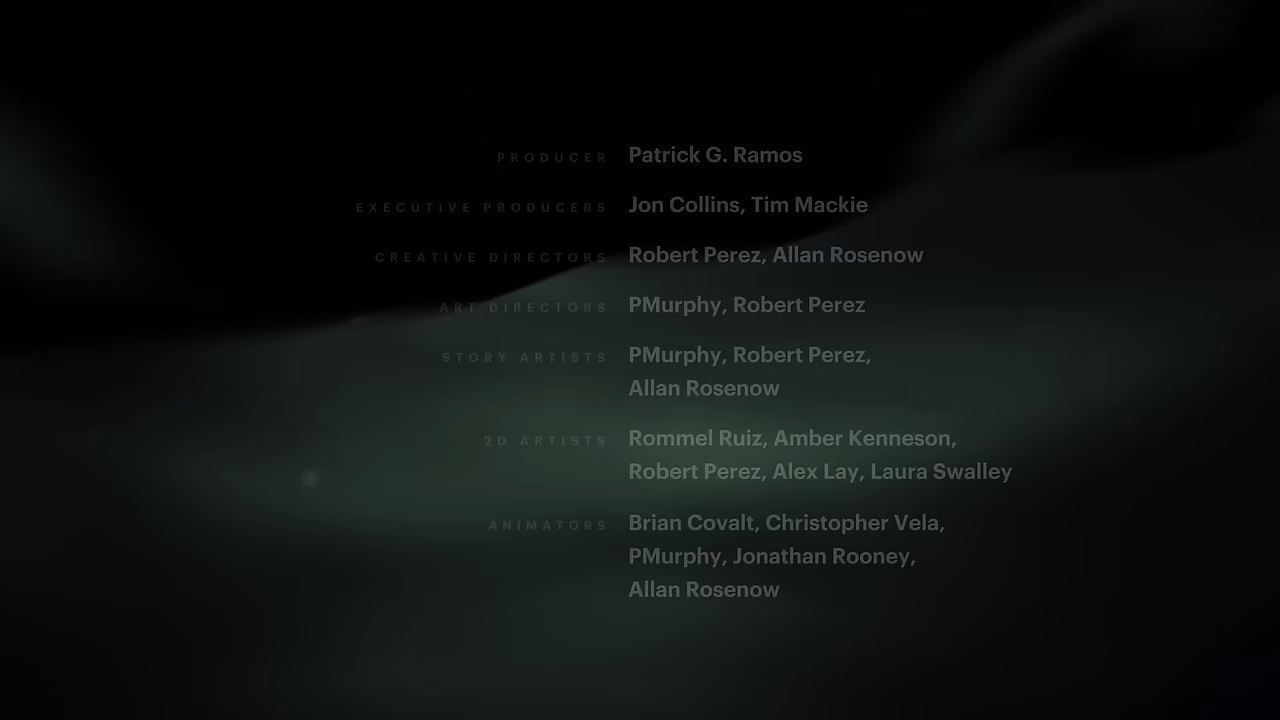 PRODUCER Patrick G. Ramos
EXECUTIVE PRODUCERS Jon Collins, Tim Mackie
CREATIVE DIRECTORS Robert Perez, Allan Rosenow
ART DIRECTORS PMurphy, Robert Perez
STORY ARTISTS PMurphy, Robert Perez,
Allan Rosenow
2D ARTISTS Rommel Ruiz, Amber Kenneson,
Robert Perez, Alex Lay, Laura Swalley
ANIMATORS Brian Covalt, Christopher Vela,
PMurphy, Jonathan Rooney,
Allan Rosenow